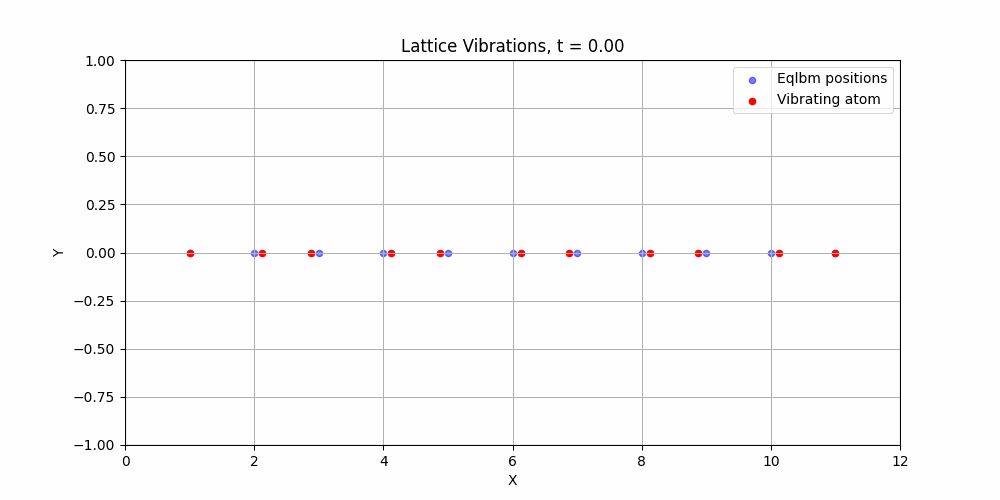 Lattice Vibrations, t = 0.00
Eqlbm positions
Vibrating atom
1.00
0.75
0.50
0.25
0.00
−0.25
−0.50
−0.75
−1.00
Y
0 2 4 6 8 10 12
X